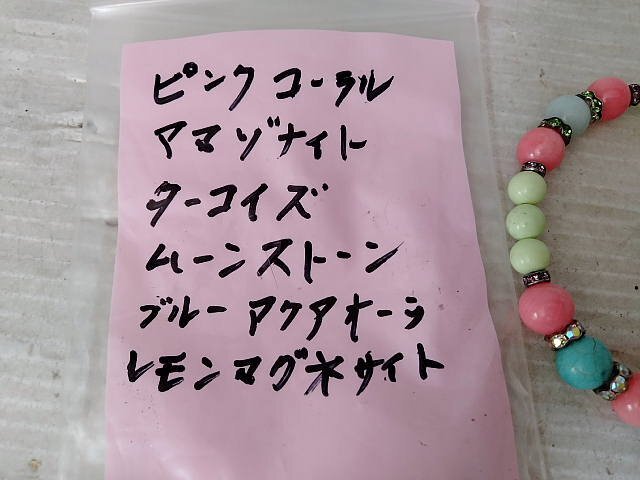 ピンクコーラル
アマゾナイト
ターコイズ
ムーンストーン
ブルーアクアオーラ
レモンマグネサイト